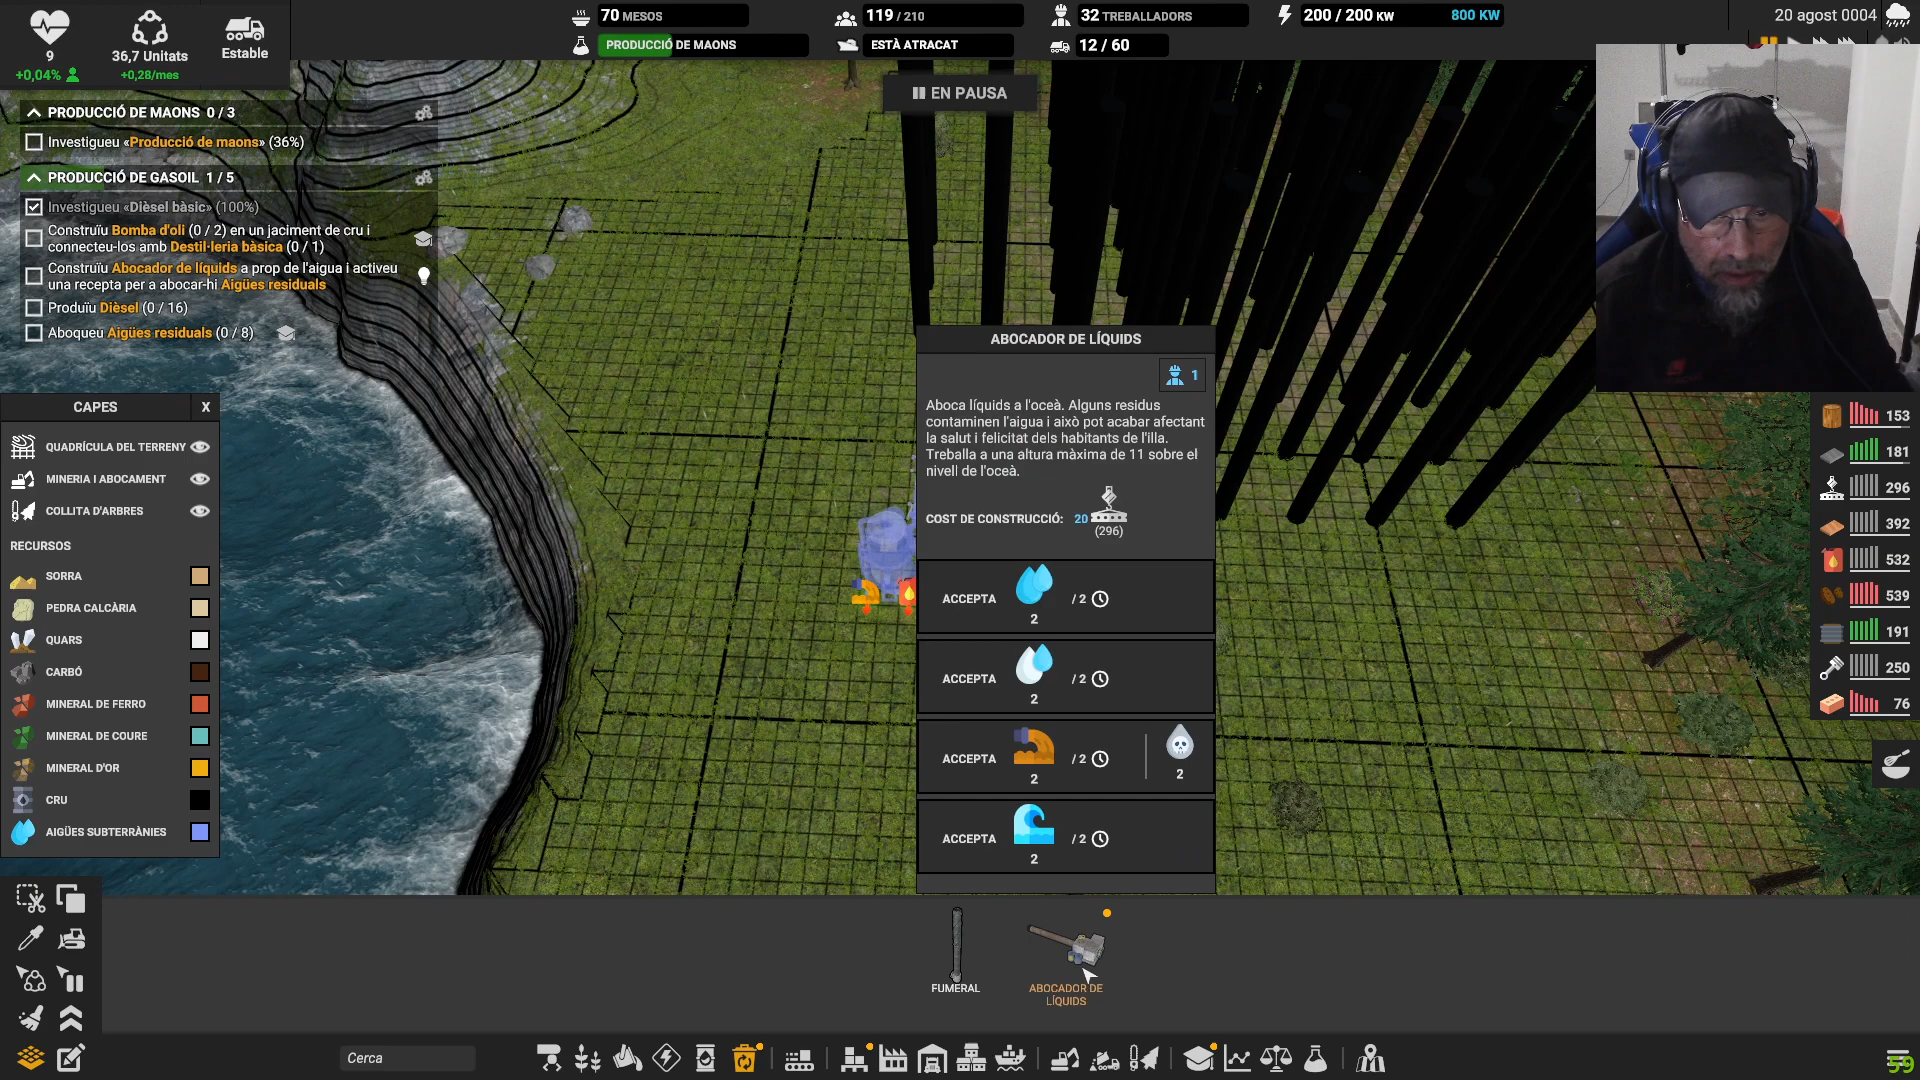 9
+0,04%
36,7 Unitats
+0,28/mes
Estable
70 MESOS
PRODUCCIÓ DE MAONS
119 / 210
ESTÀ ATRACAT
32 TREBALLADORS
12 / 60
200 / 200 KW
800 KW
20 agost 0004
EN PAUSA
PRODUCCIÓ DE MAONS 0 / 3
Investigueu «Producció de maons» (36%)
PRODUCCIÓ DE GASOIL 1 / 5
Investigueu «Dièsel bàsic» (100%)
Construïu Bomba d'oli (0 / 2) en un jaciment de cru i
connecteu-los amb Destil·leria bàsica (0 / 1)
Construïu Abocador de líquids a prop de l'aigua i activeu
una recepta per a abocar-hi Aigües residuals
Produïu Dièsel (0 / 16)
Aboqueu Aigües residuals (0 / 8)
CAPES
X
QUADRÍCULA DEL TERRENY
MINERIA I ABOCAMENT
COLLITA D'ARBRES
RECURSOS
SORRA
PEDRA CALCÀRIA
QUARS
CARBÓ
MINERAL DE FERRO
MINERAL DE COURE
MINERAL D'OR
CRU
AIGÜES SUBTERRÀNIES
ABOCADOR DE LÍQUIDS
1
Aboca líquids a l'oceà. Alguns residus
contaminen l'aigua i això pot acabar afectant
la salut i felicitat dels habitants de l'illa.
Treballa a una altura màxima de 11 sobre el
nivell de l'oceà.
COST DE CONSTRUCCIÓ: 20
(296)
ACCEPTA / 2
2
ACCEPTA / 2
2
ACCEPTA / 2
2
2
ACCEPTA / 2
2
153
181
296
392
532
539
191
250
76
FUMERAL
ABOCADOR DE
LÍQUIDS
Cerca
59